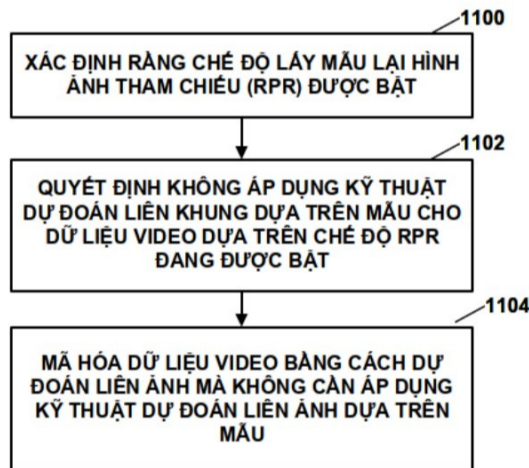 1100
XÁC ĐỊNH RẰNG CHẾ ĐỘ LẤY MẪU LẠI HÌNH
ẢNH THAM CHIẾU (RPR) ĐƯỢC BẬT
1102
QUYẾT ĐỊNH KHÔNG ÁP DỤNG KỸ THUẬT
DỰ ĐOÁN LIÊN KHUNG DỰA TRÊN MẪU CHO
DỮ LIỆU VIDEO DỰA TRÊN CHẾ ĐỘ RPR
ĐANG ĐƯỢC BẬT
1104
MÃ HÓA DỮ LIỆU VIDEO BẰNG CÁCH DỰ
ĐOÁN LIÊN ẢNH MÀ KHÔNG CẦN ÁP DỤNG
KỸ THUẬT DỰ ĐOÁN LIÊN ẢNH DỰA TRÊN
MẪU